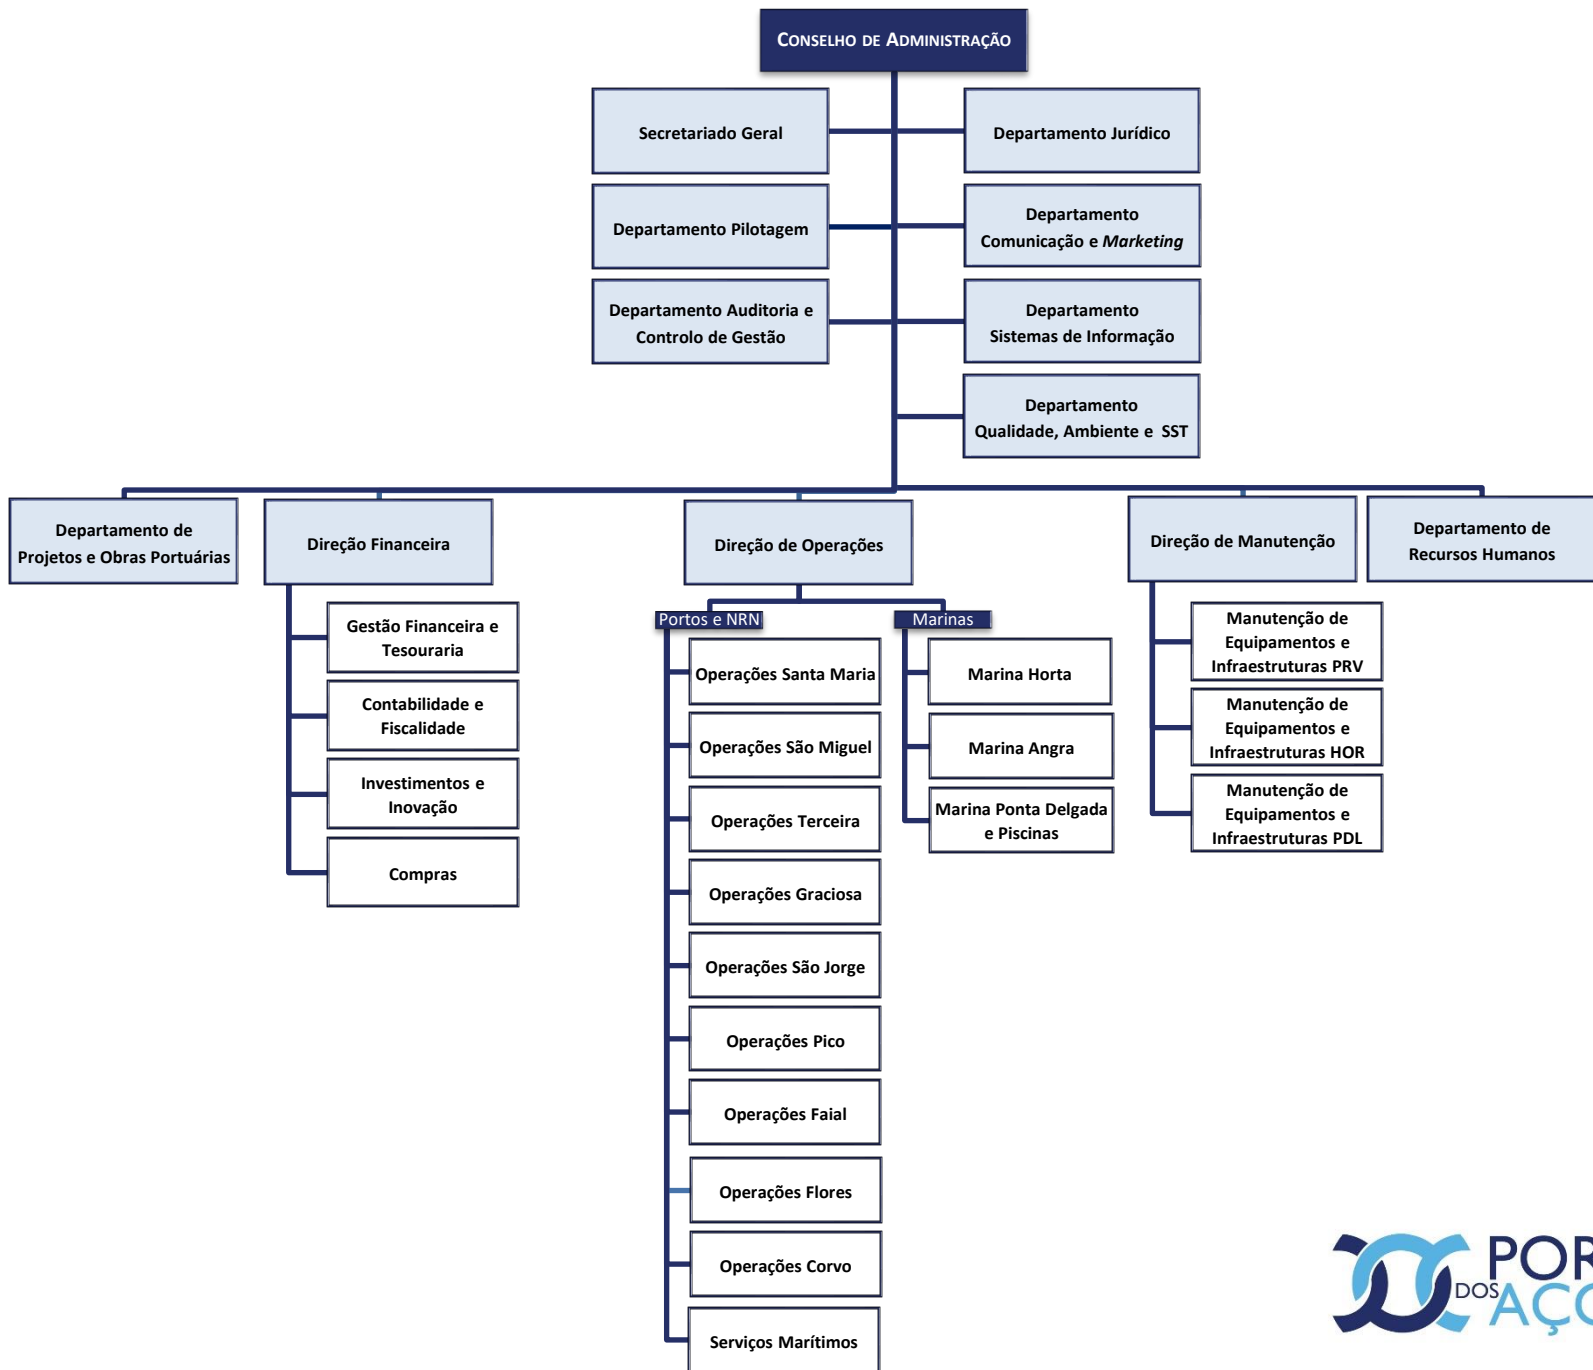 CONSELHO DE ADMINISTRAÇÃO
Secretariado Geral
Departamento Jurídico
Departamento Pilotagem
Departamento
Comunicação e Marketing
Departamento Auditoria e
Controlo de Gestão
Departamento
Sistemas de Informação
Departamento
Qualidade, Ambiente e SST
Departamento de
Projetos e Obras Portuárias
Direção Financeira
Direção de Operações
Direção de Manutenção
Departamento de
Recursos Humanos
Gestão Financeira e
Tesouraria
Contabilidade e
Fiscalidade
Investimentos e
Inovação
Compras
Portos e NRN
Operações Santa Maria
Operações São Miguel
Operações Terceira
Operações Graciosa
Operações São Jorge
Operações Pico
Operações Faial
Operações Flores
Operações Corvo
Serviços Marítimos
Marinas
Marina Horta
Marina Angra
Marina Ponta Delgada
e Piscinas
Manutenção de
Equipamentos e
Infraestruturas PRV
Manutenção de
Equipamentos e
Infraestruturas HOR
Manutenção de
Equipamentos e
Infraestruturas PDL
DOS